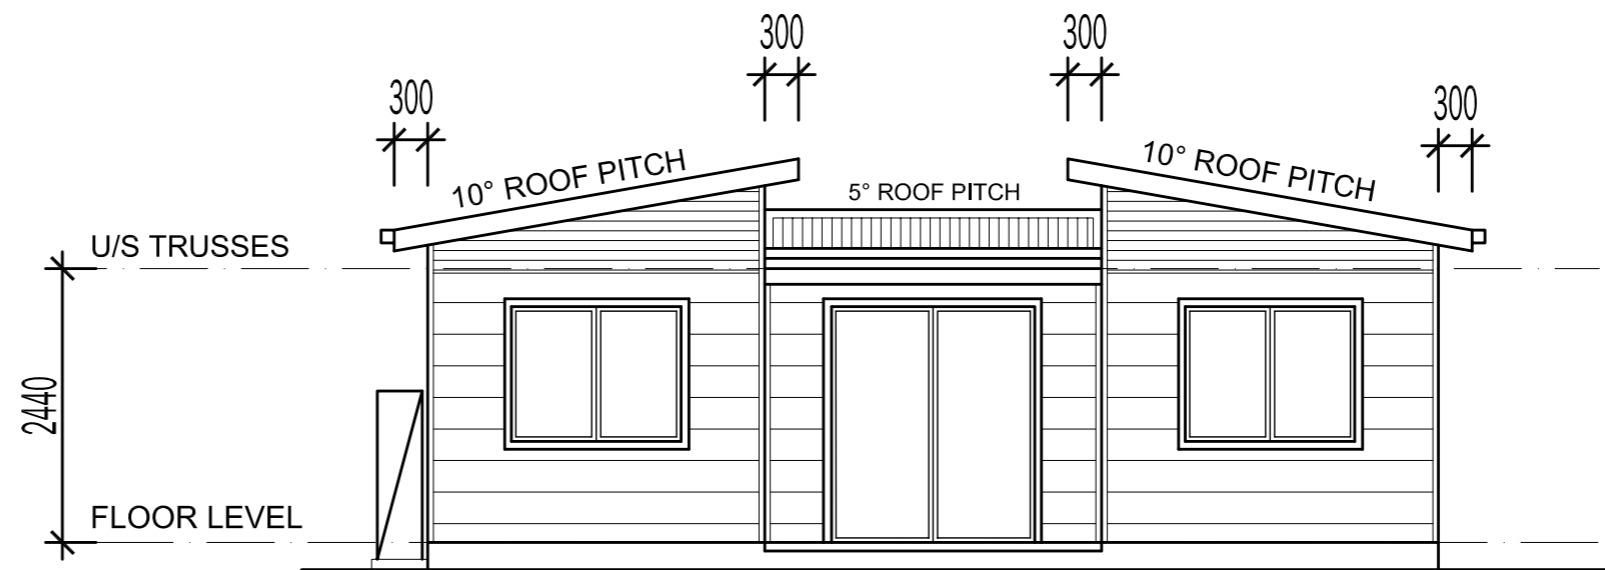 300
300
300
300
10° ROOF PITCH
10° ROOF PITCH
5° ROOF PITCH
U/S TRUSSES
2440
FLOOR LEVEL